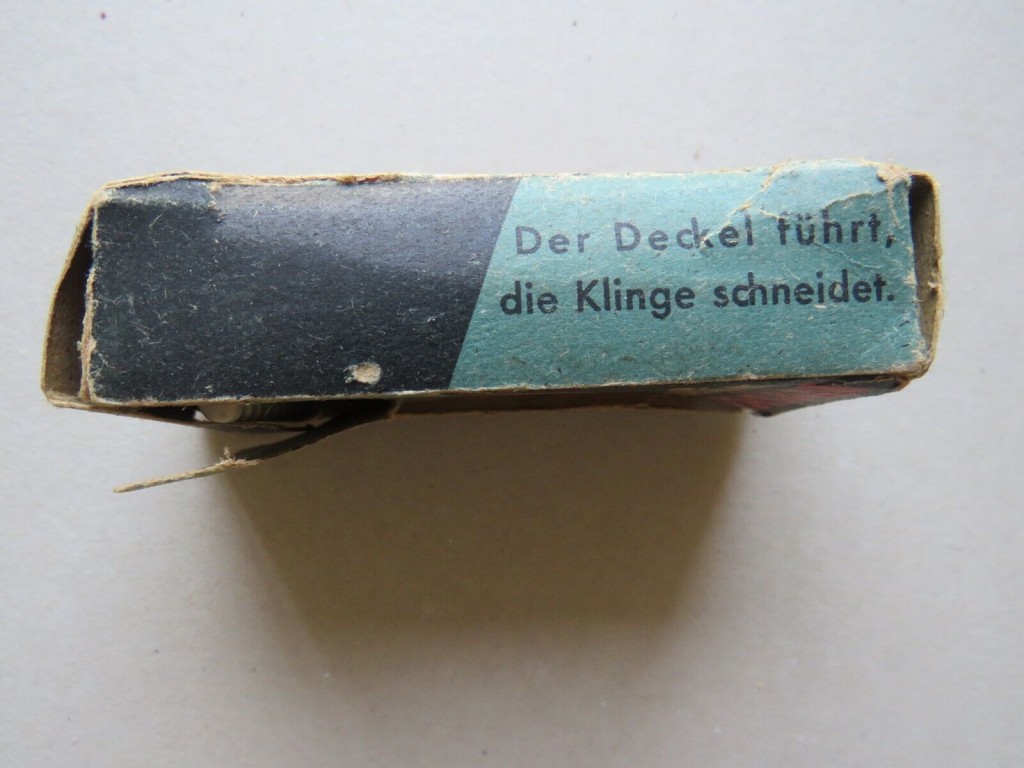 Der Deckel führt,
die Klinge schneidet.